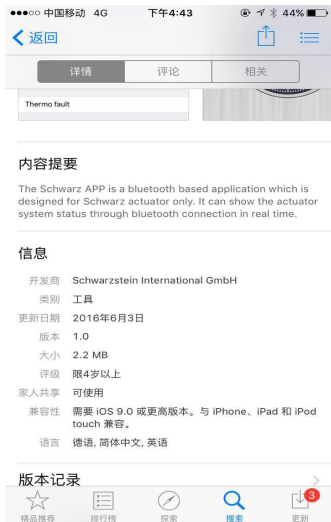 中国移动 4G 下午4:43 44%
返回
详情 评论 相关
Thermo fault
内容提要
The Schwarz APP is a bluetooth based application which is
designed for Schwarz actuator only. It can show the actuator
system status through bluetooth connection in real time.
信息
开发商 Schwarzstein International GmbH
类别 工具
更新日期 2016年6月3日
版本 1.0
大小 2.2 MB
评级 限4岁以上
家人共享 可使用
兼容性 需要 iOS 9.0 或更高版本。与 iPhone、iPad 和 iPod
touch 兼容。
语言 德语, 简体中文, 英语
版本记录
3
精品推荐 排行榜 探索 搜索 更新